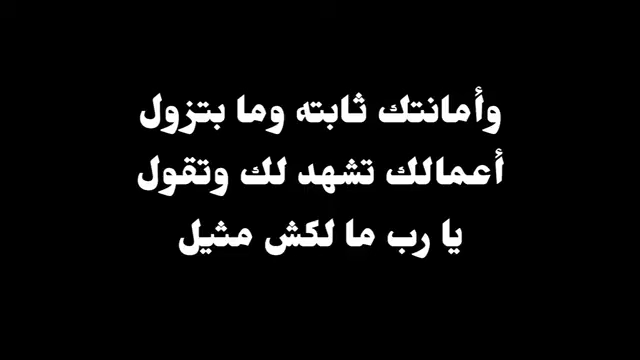 وأمانتك ثابته وما بتزول
أعمالك تشهد لك وتقول
يا رب ما لكش مثيل